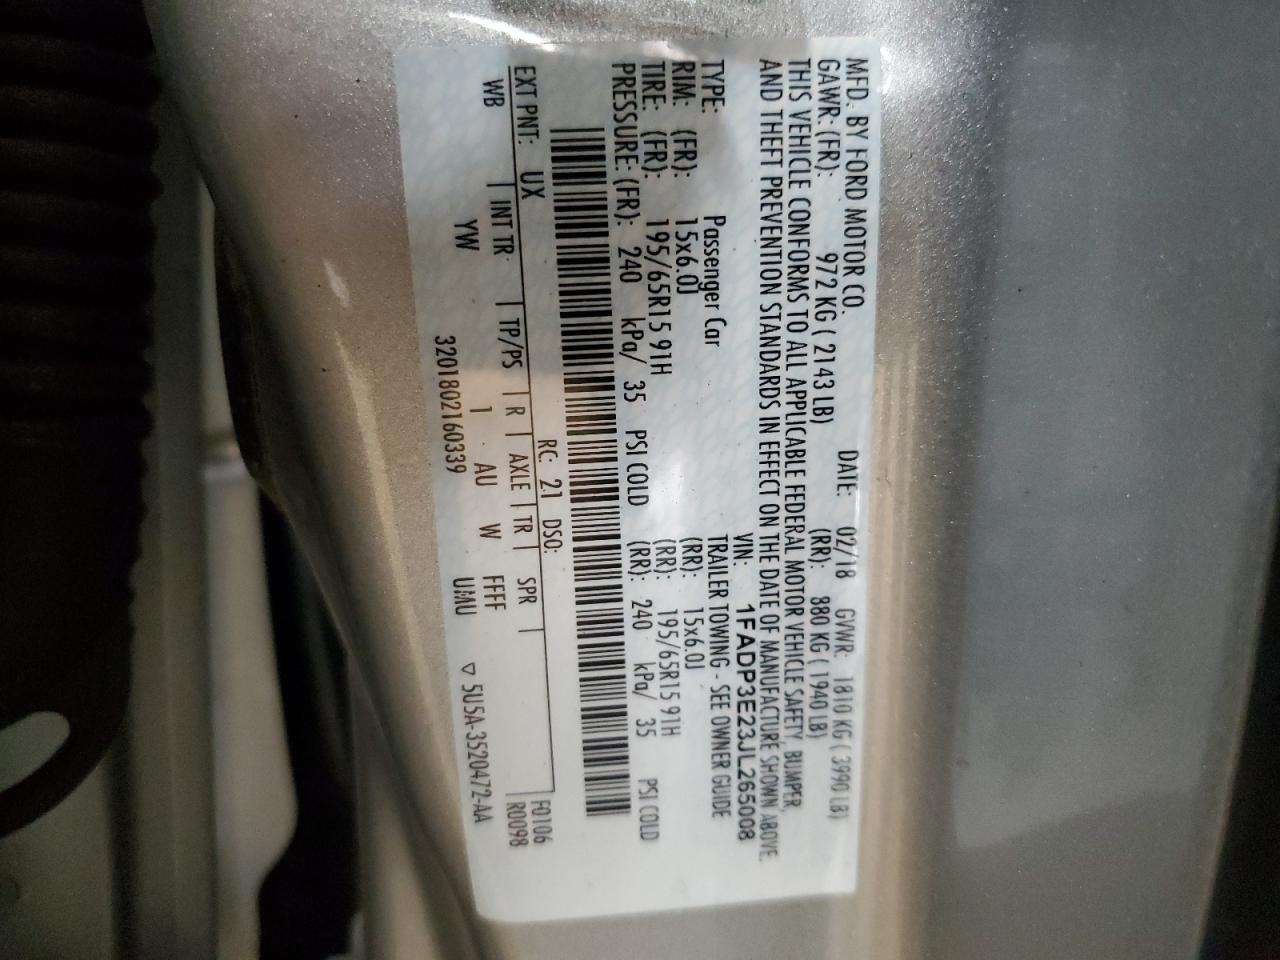 MFD. BY FORD MOTOR CO.
DATE: 02/18 GVWR: 1810 KG ( 3990 LB)
GAWR: (FR): 972 KG ( 2143 LB) (RR): 880 KG ( 1940 LB)
THIS VEHICLE CONFORMS TO ALL APPLICABLE FEDERAL MOTOR VEHICLE SAFETY, BUMPER,
AND THEFT PREVENTION STANDARDS IN EFFECT ON THE DATE OF MANUFACTURE SHOWN ABOVE.
VIN: 1FADP3E23JL265008
TYPE: Passenger Car TRAILER TOWING - SEE OWNER GUIDE
RIM: (FR): 15x6.0J (RR): 15x6.0J
TIRE: (FR): 195/65R15 91H (RR): 195/65R15 91H
PRESSURE: (FR): 240 kPa/ 35 PSI COLD (RR): 240 kPa/ 35 PSI COLD
EXT PNT: UX RC: 21 DSO: F0106
WB | INT TR | TP/PS | R | AXLE | TR | SPR | R0098
YW 1 AU W FFFF
3201802160339 UMU ▽ 5U5A-3520472-AA